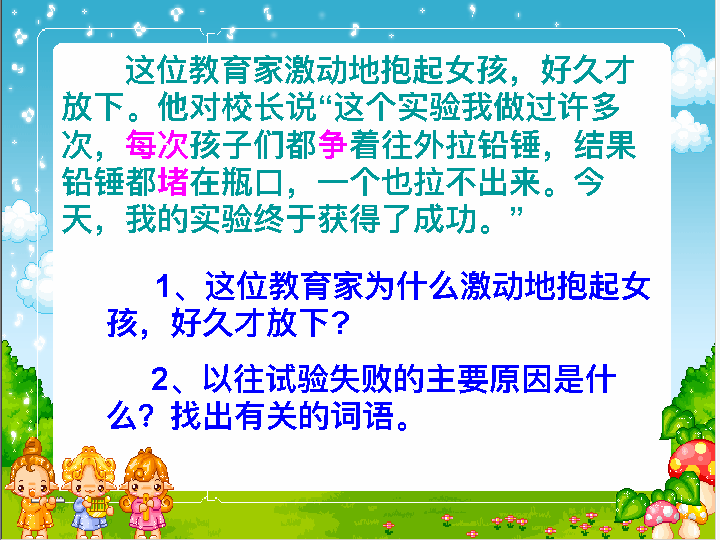 这位教育家激动地抱起女孩，好久才
放下。他对校长说“这个实验我做过许多
次，每次孩子们都争着往外拉铅锤，结果
铅锤都堵在瓶口，一个也拉不出来。今
天，我的实验终于获得了成功。”
1、这位教育家为什么激动地抱起女
孩，好久才放下?
2、以往试验失败的主要原因是什
么？找出有关的词语。